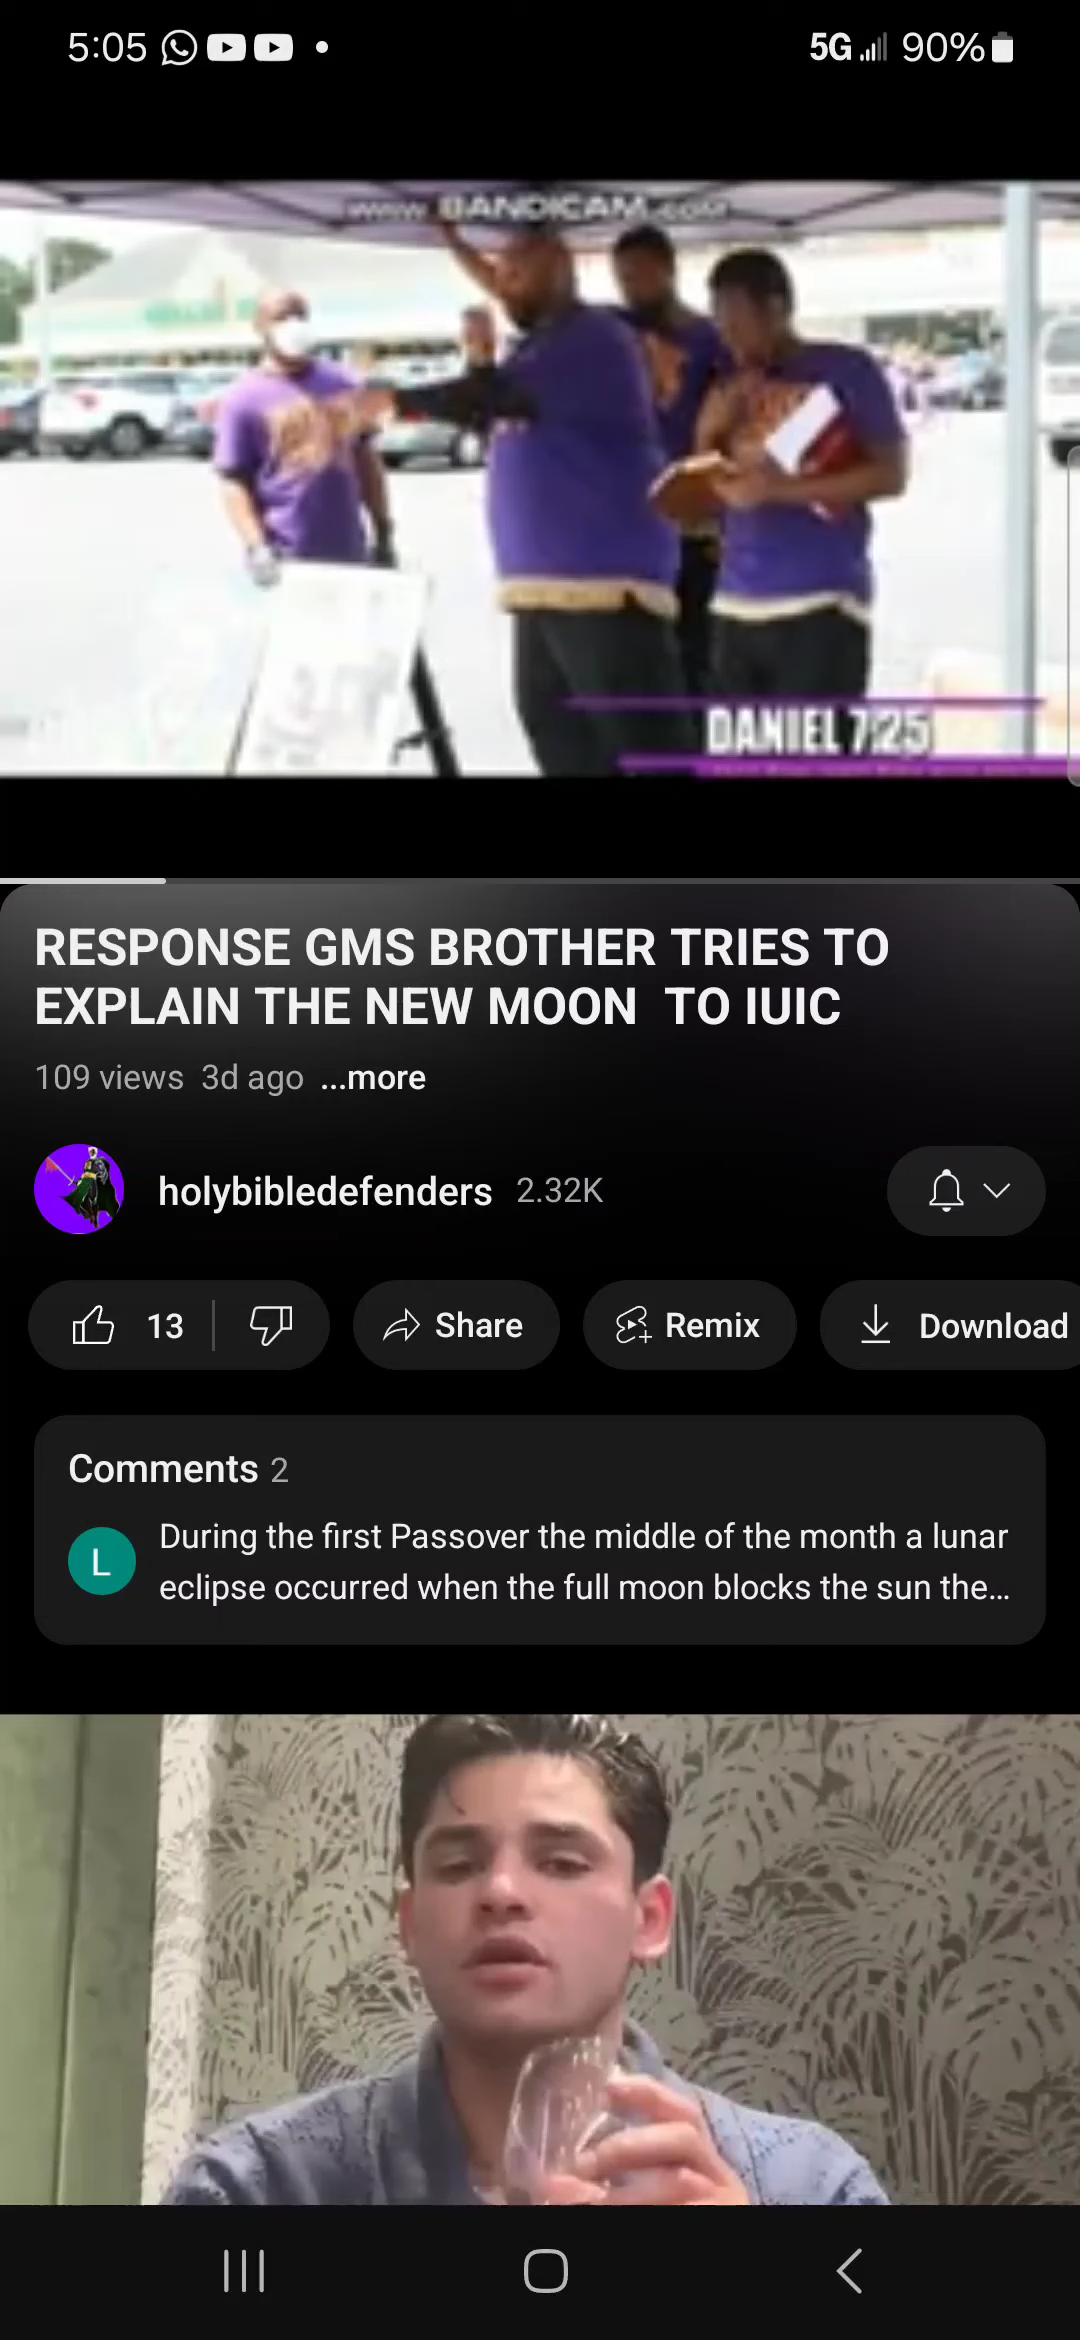 5:05
5G 90%
www.BANDICAM.com
DANIEL 7:25
RESPONSE GMS BROTHER TRIES TO
EXPLAIN THE NEW MOON TO IUIC
109 views 3d ago ...more
holybibledefenders 2.32K
13 Share Remix Download
Comments 2
L
During the first Passover the middle of the month a lunar
eclipse occurred when the full moon blocks the sun the...